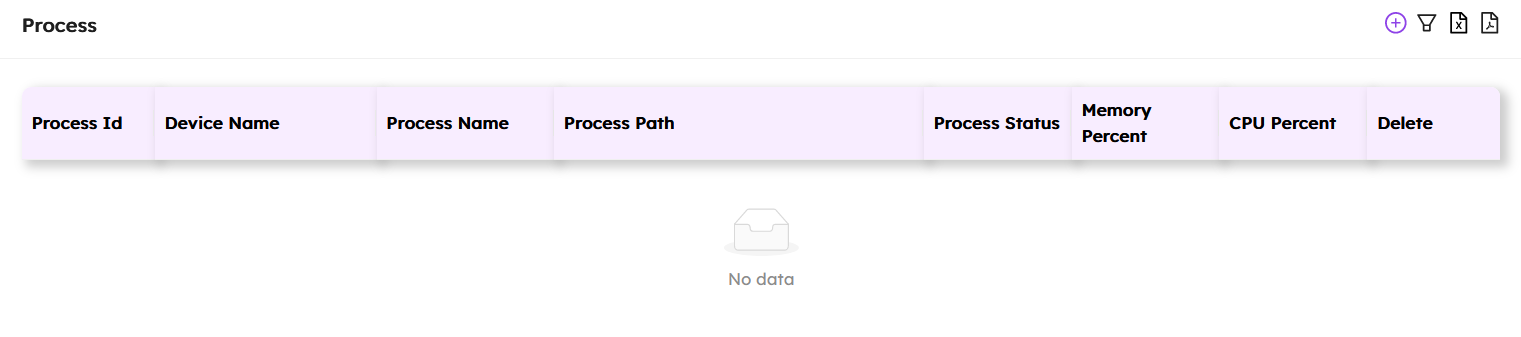 Process
Process Id
Device Name
Process Name
Process Path
Process Status
Memory
Percent
CPU Percent
Delete
No data